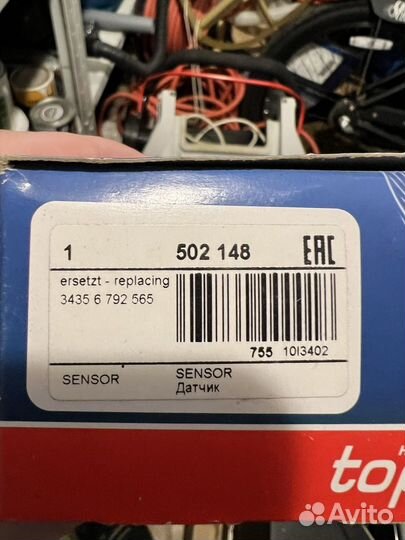 1 502 148 EAC
ersetzt - replacing
3435 6 792 565
755 10I3402
SENSOR SENSOR
Датчик
top
Avito